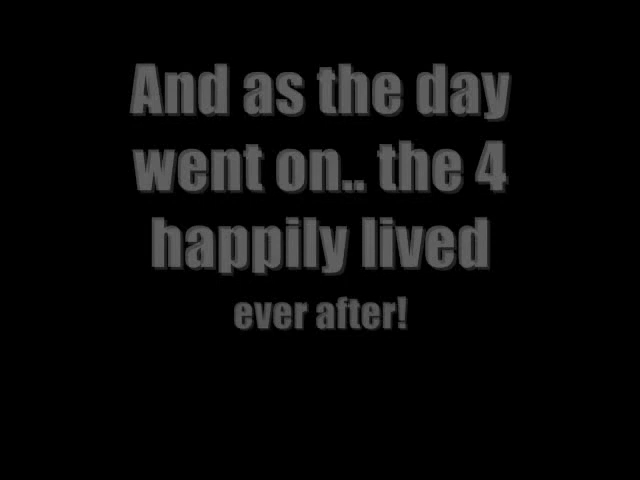 And as the day
went on.. the 4
happily lived
ever after!